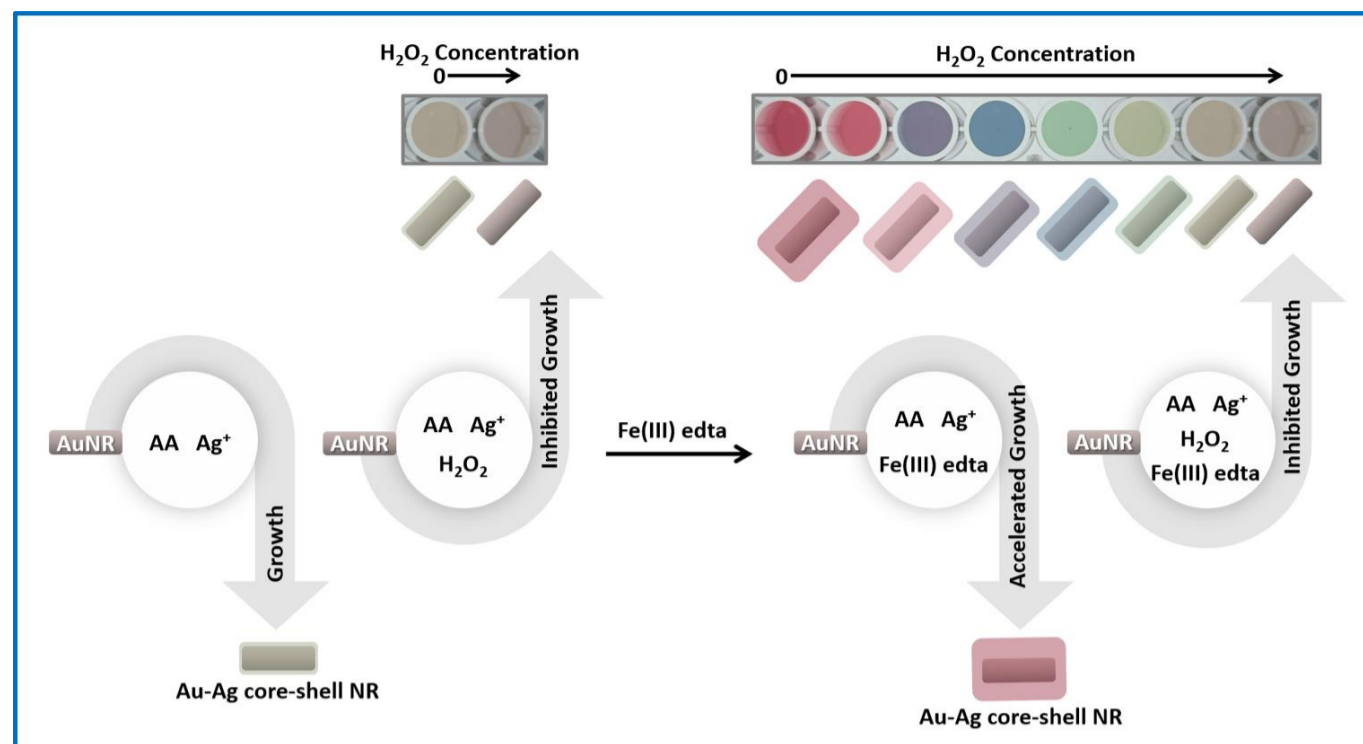 H₂O₂ Concentration
0
H₂O₂ Concentration
0
AuNR
AA Ag⁺
Growth
Au-Ag core-shell NR
AuNR
AA Ag⁺
H₂O₂
Inhibited Growth
Fe(III) edta
AuNR
AA Ag⁺
Fe(III) edta
Accelerated Growth
Au-Ag core-shell NR
AuNR
AA Ag⁺
H₂O₂
Fe(III) edta
Inhibited Growth